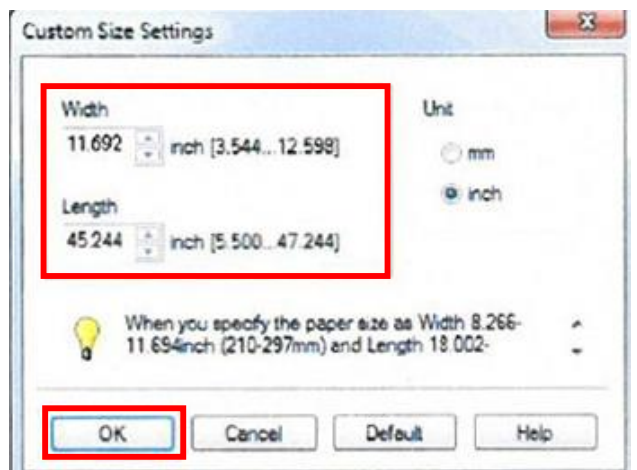 Custom Size Settings
Width
11.692 inch [3.544...12.598]
Unit
mm
inch
Length
45.244 inch [5.500...47.244]
When you specify the paper size as Width 8.266-
11.694inch (210-297mm) and Length 18.002-
OK Cancel Default Help